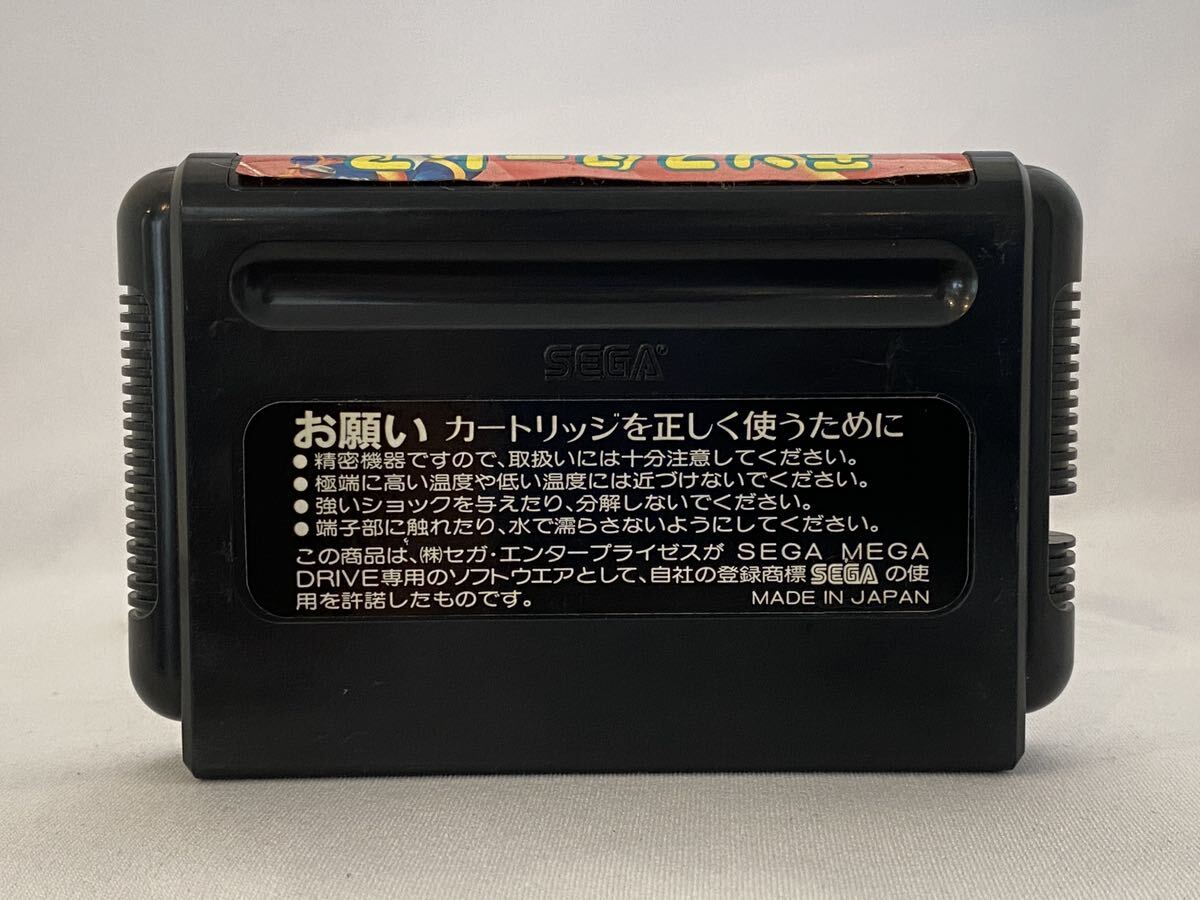 SEGA®
お願い カートリッジを正しく使うために
●精密機器ですので、取扱いには十分注意してください。
●極端に高い温度や低い温度には近づけないでください。
●強いショックを与えたり、分解しないでください。
●端子部に触れたり、水で濡らさないようにしてください。
この商品は、㈱セガ・エンタープライゼスが SEGA MEGA
DRIVE専用のソフトウエアとして、自社の登録商標 SEGA の使
用を許諾したものです。 MADE IN JAPAN